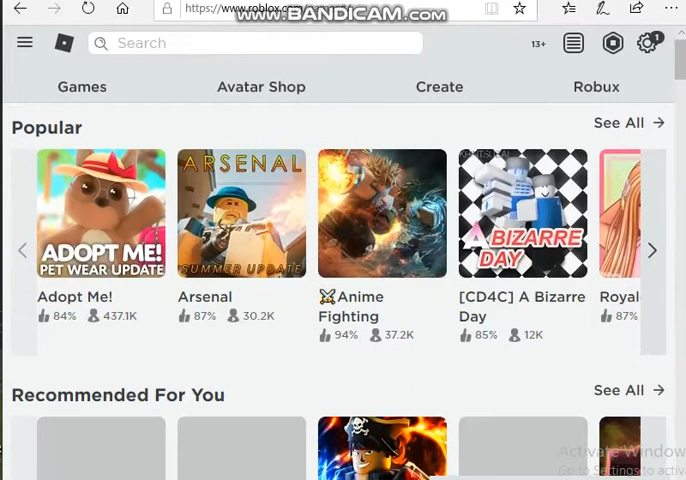 https://www.roblox.com
www.BANDICAM.com
Search
13+
1
Games
Avatar Shop
Create
Robux
Popular
See All
ADOPT ME!
PET WEAR UPDATE
ARSENAL
SUMMER UPDATE
A BIZARRE
DAY
Adopt Me!
84% 437.1K
Arsenal
87% 30.2K
⚔Anime
Fighting
94% 37.2K
[CD4C] A Bizarre
Day
85% 12K
Royal
87%
Recommended For You
See All
Activate Window
Go to Settings to activa